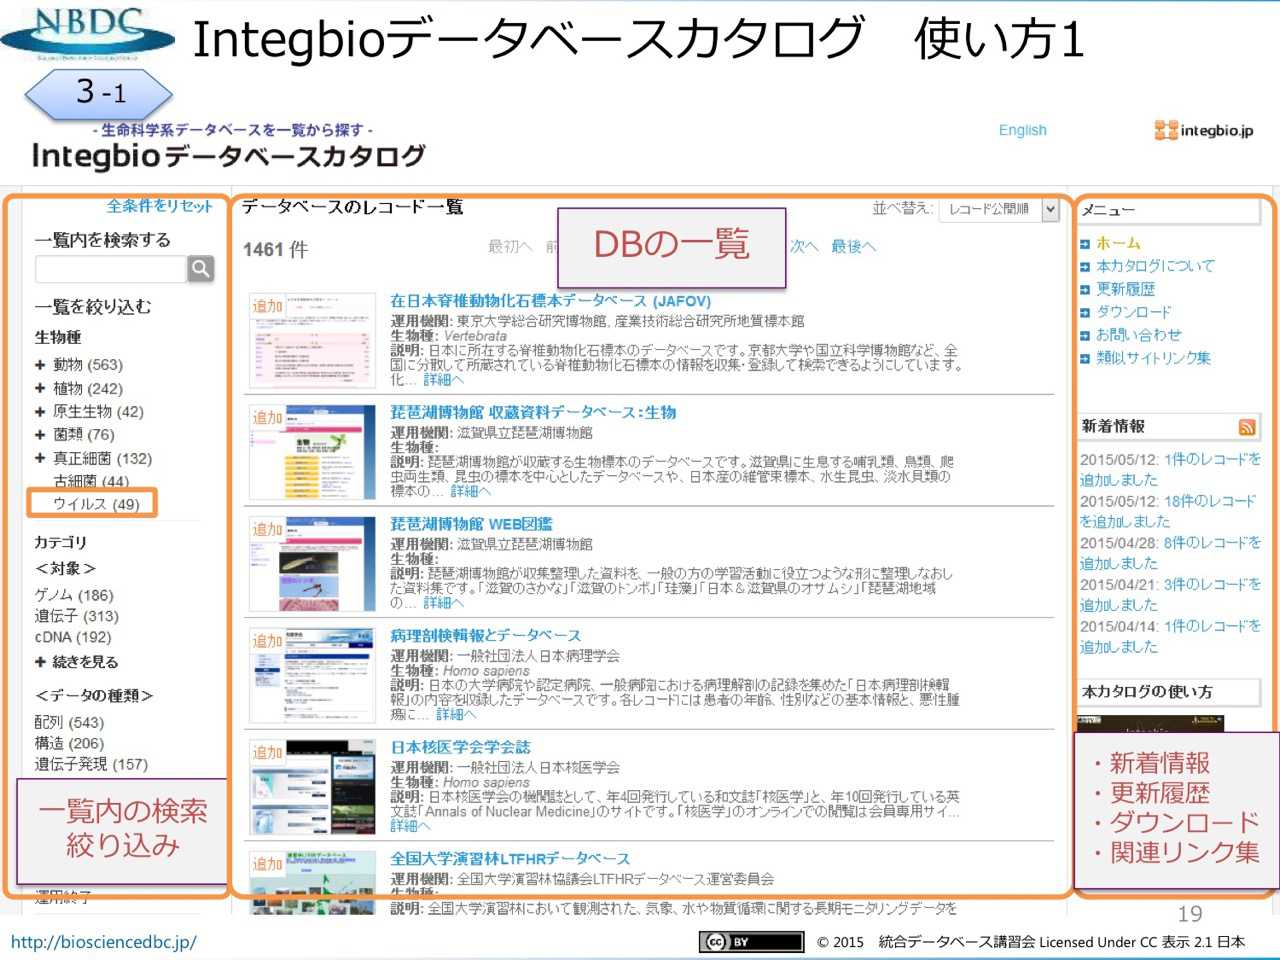 NBDC
Integbioデータベースカタログ　使い方1
3 -1
- 生命科学系データベースを一覧から探す -
Integbioデータベースカタログ
English
integbio.jp
全条件をリセット
一覧内を検索する
一覧を絞り込む
生物種
+ 動物 (563)
+ 植物 (242)
+ 原生生物 (42)
+ 菌類 (76)
+ 真正細菌 (132)
古細菌 (44)
ウイルス (49)
カテゴリ
＜対象＞
ゲノム (186)
遺伝子 (313)
cDNA (192)
+ 続きを見る
＜データの種類＞
配列 (543)
構造 (206)
遺伝子発現 (157)
一覧内の検索
絞り込み
運用終了
データベースのレコード一覧
並べ替え: レコード公開順
1461 件
最初へ 前
次へ 最後へ
DBの一覧
追加
在日本脊椎動物化石標本データベース (JAFOV)
運用機関: 東京大学総合研究博物館, 産業技術総合研究所地質標本館
生物種: Vertebrata
説明: 日本に所在する脊椎動物化石標本のデータベースです。京都大学や国立科学博物館など、全
国に分散して所蔵されている脊椎動物化石標本の情報を収集・登録して検索できるようにしています。
化... 詳細へ
追加
琵琶湖博物館 収蔵資料データベース：生物
運用機関: 滋賀県立琵琶湖博物館
生物種:
説明: 琵琶湖博物館が収蔵する生物標本のデータベースです。滋賀県に生息する哺乳類、鳥類、爬
虫両生類、昆虫の標本を中心としたデータベースや、日本産の維管束標本、水生昆虫、淡水貝類の
標本の... 詳細へ
追加
琵琶湖博物館 WEB図鑑
運用機関: 滋賀県立琵琶湖博物館
生物種:
説明: 琵琶湖博物館が収集整理した資料を、一般の方の学習活動に役立つような形に整理しなおし
た資料集です。「滋賀のさかな」「滋賀のトンボ」「珪藻」「日本＆滋賀県のオサムシ」「琵琶湖地域
の... 詳細へ
追加
病理剖検輯報とデータベース
運用機関: 一般社団法人日本病理学会
生物種: Homo sapiens
説明: 日本の大学病院や認定病院、一般病院における病理解剖の記録を集めた「日本病理剖検輯
報」の内容を収録したデータベースです。各レコードには患者の年齢、性別などの基本情報と、悪性腫
瘍に... 詳細へ
追加
日本核医学会学会誌
運用機関: 一般社団法人日本核医学会
生物種: Homo sapiens
説明: 日本核医学会の機関誌として、年4回発行している和文誌「核医学」と、年10回発行している英
文誌「Annals of Nuclear Medicine」のサイトです。「核医学」のオンラインでの閲覧は会員専用サイ...
詳細へ
追加
全国大学演習林LTFHRデータベース
運用機関: 全国大学演習林協議会LTFHRデータベース運営委員会
生物種:
説明: 全国大学演習林において観測された、気象、水や物質循環に関する長期モニタリングデータを
メニュー
ホーム
本カタログについて
更新履歴
ダウンロード
お問い合わせ
類似サイトリンク集
新着情報
2015/05/12: 1件のレコードを
追加しました
2015/05/12: 18件のレコード
を追加しました
2015/04/28: 8件のレコードを
追加しました
2015/04/21: 3件のレコードを
追加しました
2015/04/14: 1件のレコードを
追加しました
本カタログの使い方
・新着情報
・更新履歴
・ダウンロード
・関連リンク集
19
http://biosciencedbc.jp/
cc BY
© 2015　統合データベース講習会 Licensed Under CC 表示 2.1 日本